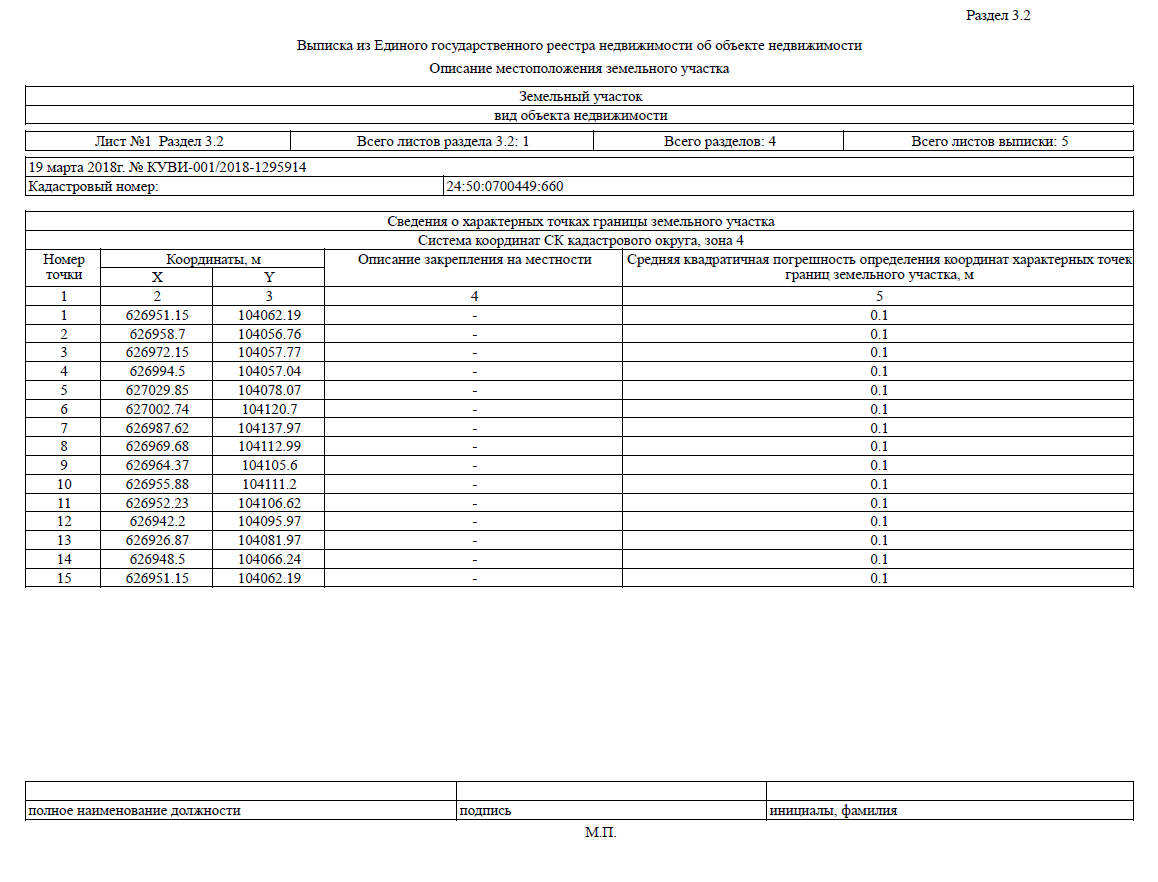 Раздел 3.2
Выписка из Единого государственного реестра недвижимости об объекте недвижимости
Описание местоположения земельного участка
Земельный участок
вид объекта недвижимости
Лист №1 Раздел 3.2 Всего листов раздела 3.2: 1 Всего разделов: 4 Всего листов выписки: 5
19 марта 2018г. № КУВИ-001/2018-1295914
Кадастровый номер: 24:50:0700449:660
Сведения о характерных точках границы земельного участка
Система координат СК кадастрового округа, зона 4
Номер точки Координаты, м Описание закрепления на местности Средняя квадратичная погрешность определения координат характерных точек границ земельного участка, м
X Y
1 2 3 4 5
1 626951.15 104062.19 - 0.1
2 626958.7 104056.76 - 0.1
3 626972.15 104057.77 - 0.1
4 626994.5 104057.04 - 0.1
5 627029.85 104078.07 - 0.1
6 627002.74 104120.7 - 0.1
7 626987.62 104137.97 - 0.1
8 626969.68 104112.99 - 0.1
9 626964.37 104105.6 - 0.1
10 626955.88 104111.2 - 0.1
11 626952.23 104106.62 - 0.1
12 626942.2 104095.97 - 0.1
13 626926.87 104081.97 - 0.1
14 626948.5 104066.24 - 0.1
15 626951.15 104062.19 - 0.1
полное наименование должности подпись инициалы, фамилия
М.П.